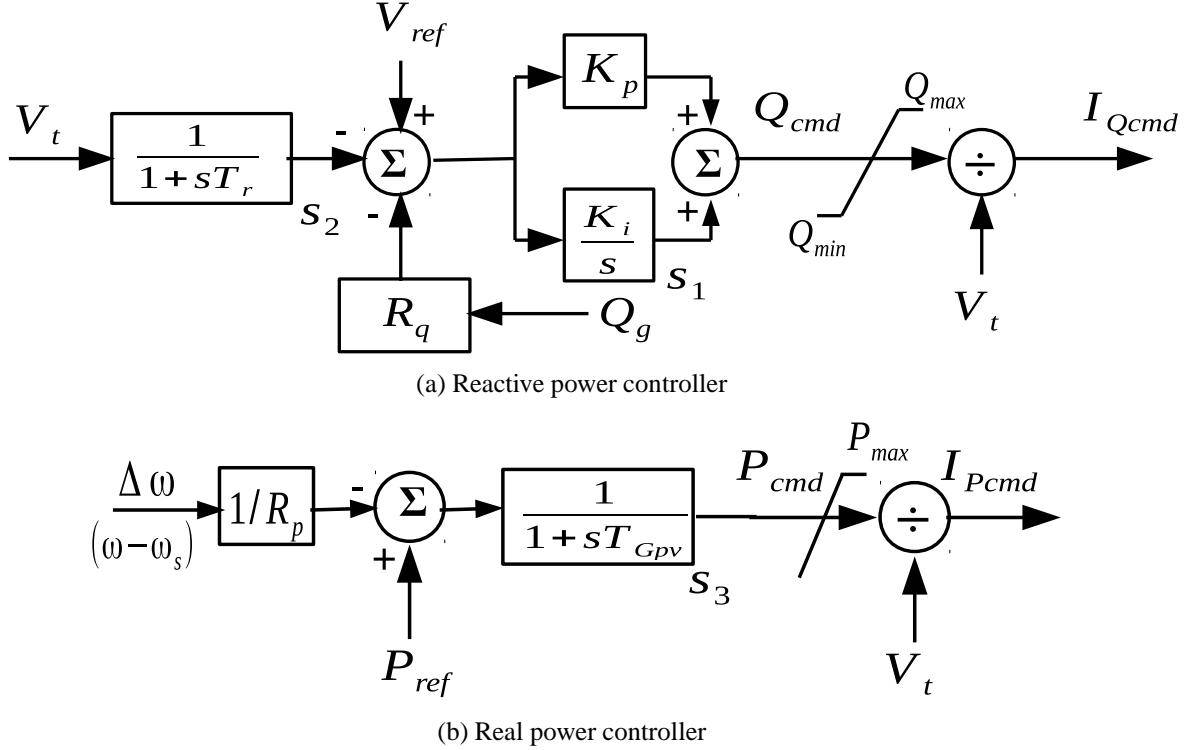 V_ref
+
V_t
1
1 + sT_r
-
Σ
s_2
-
R_q
Q_g
K_p
K_i
s
s_1
+
Σ
+
Q_cmd
Q_max
Q_min
÷
V_t
I_Qcmd
(a) Reactive power controller
Δω
(ω−ω_s)
1/R_p
-
Σ
+
P_ref
1
1 + sT_Gpv
s_3
P_cmd
P_max
÷
V_t
I_Pcmd
(b) Real power controller